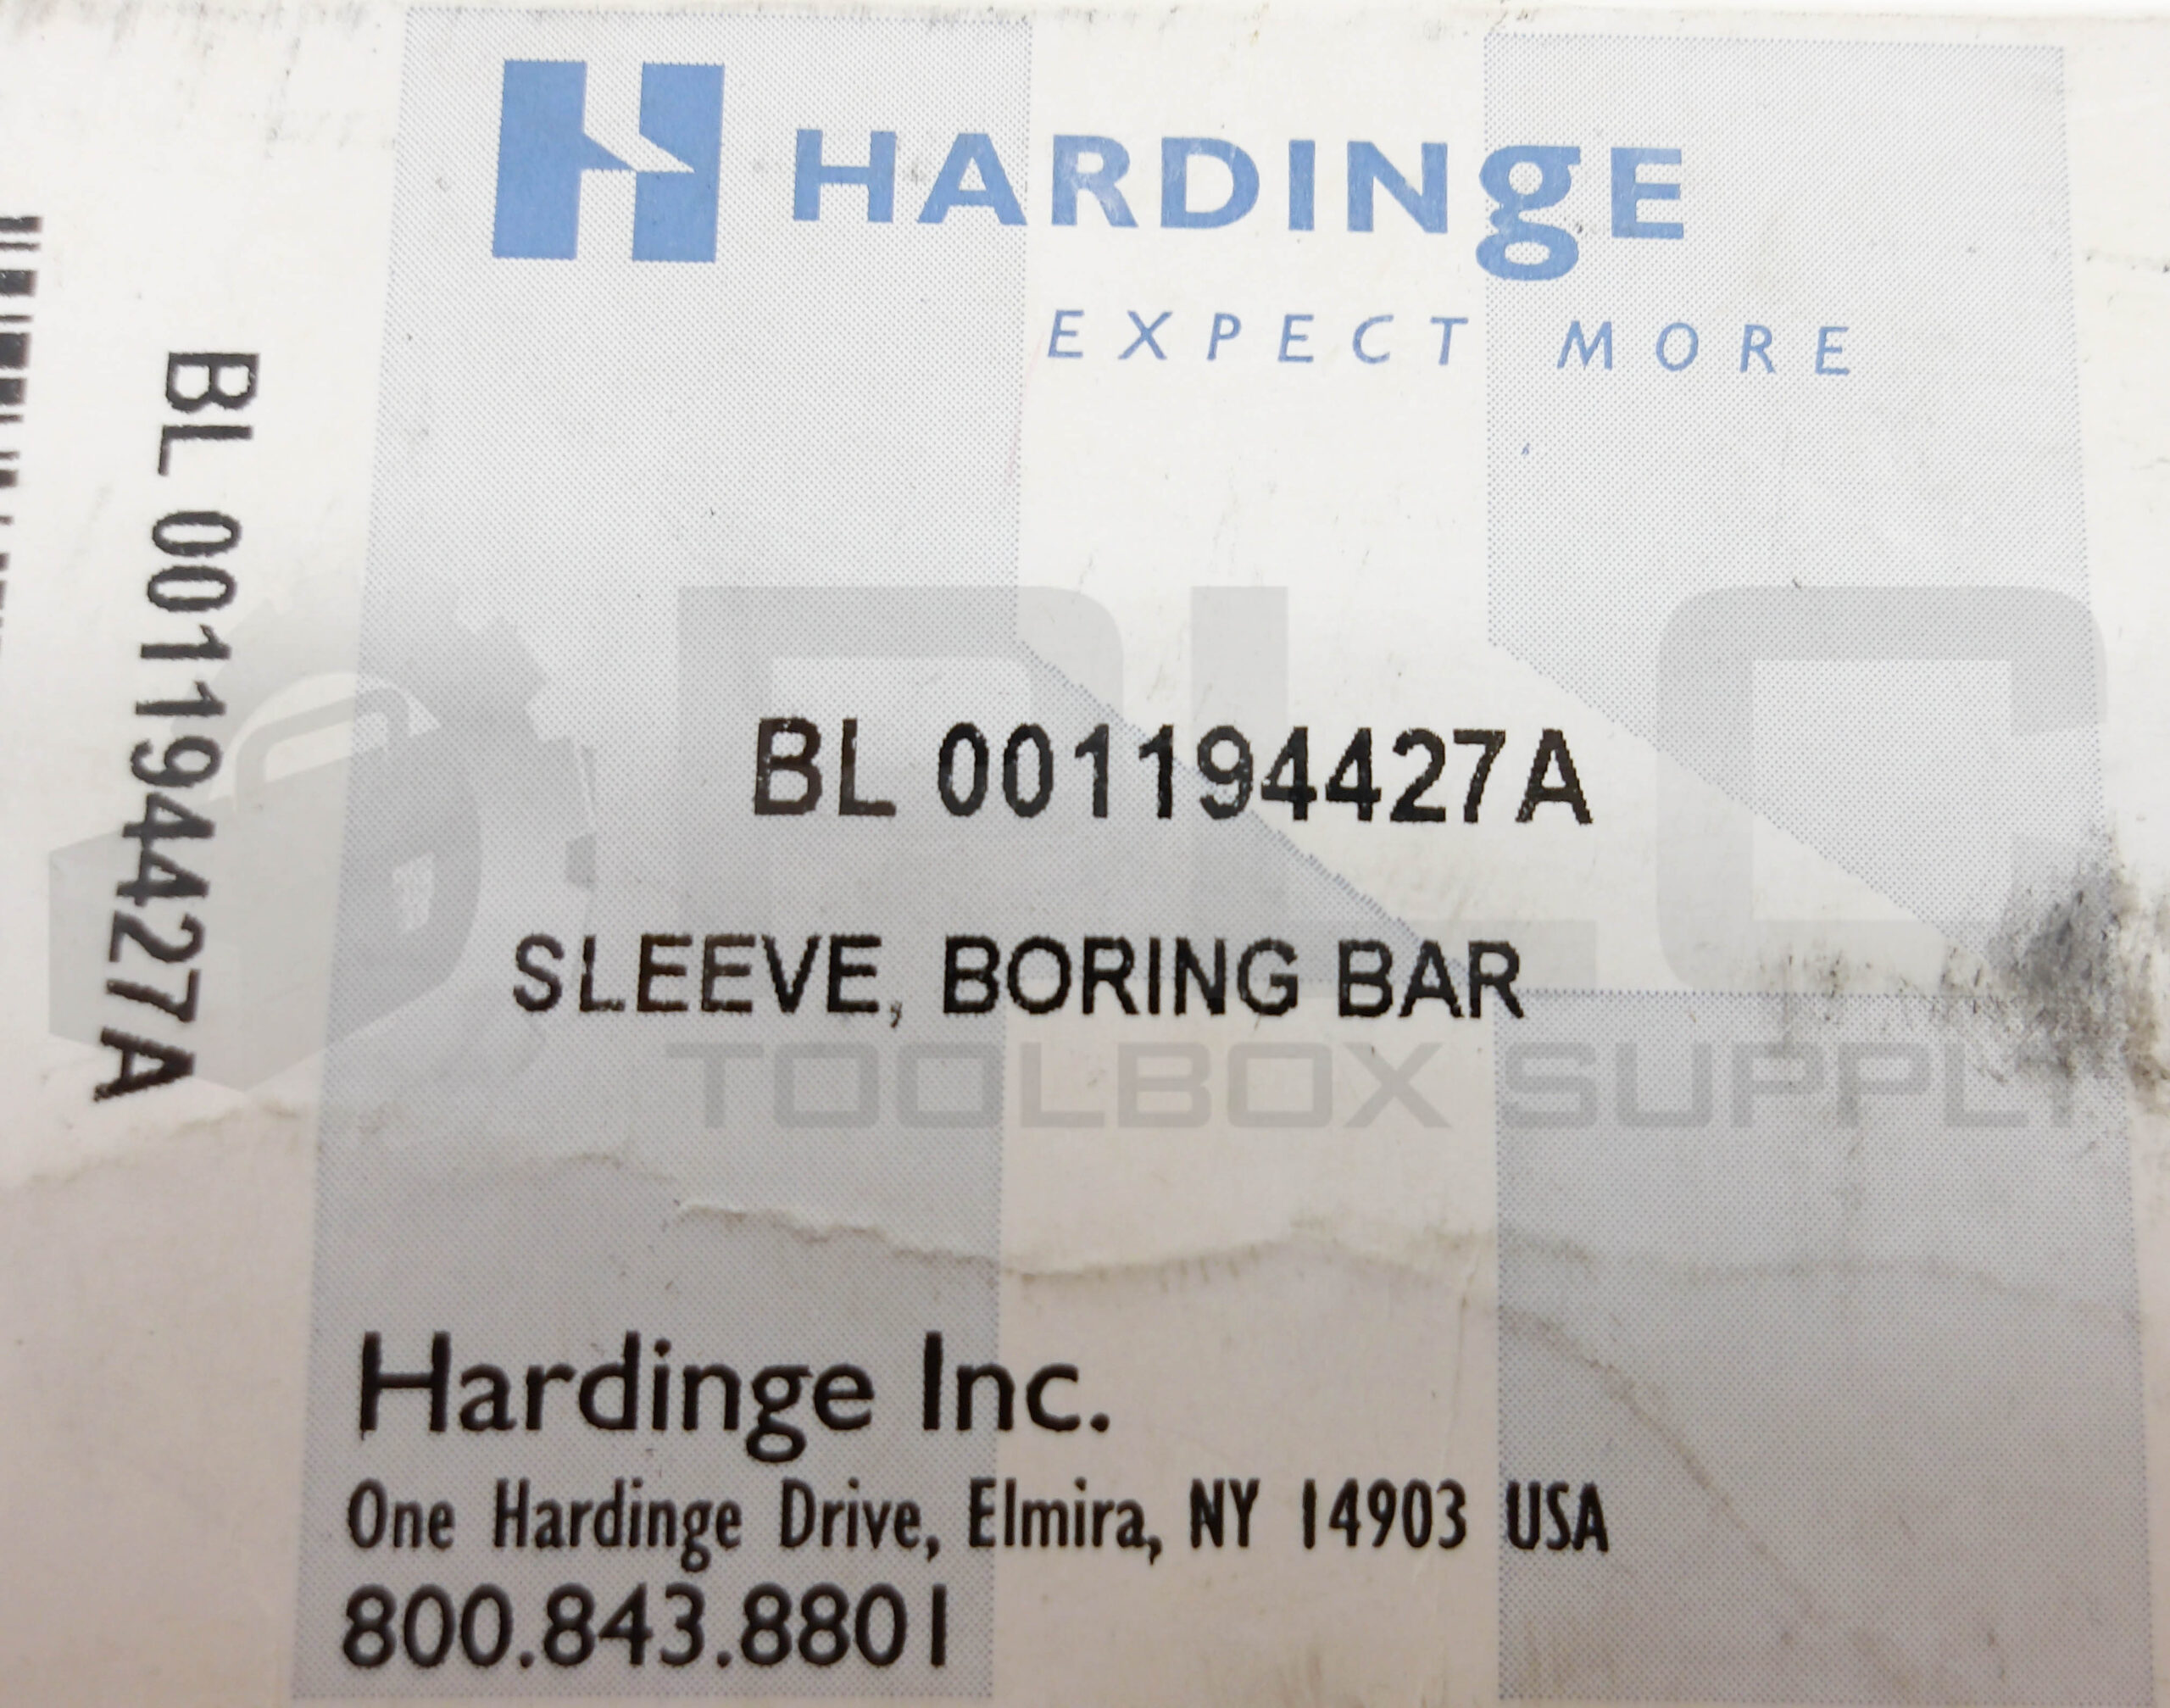 HARDINgE
EXPECT MORE
BL 001194427A
BL 001194427A
SLEEVE, BORING BAR
PLC
TOOLBOX SUPPLY
Hardinge Inc.
One Hardinge Drive, Elmira, NY 14903 USA
800.843.8801